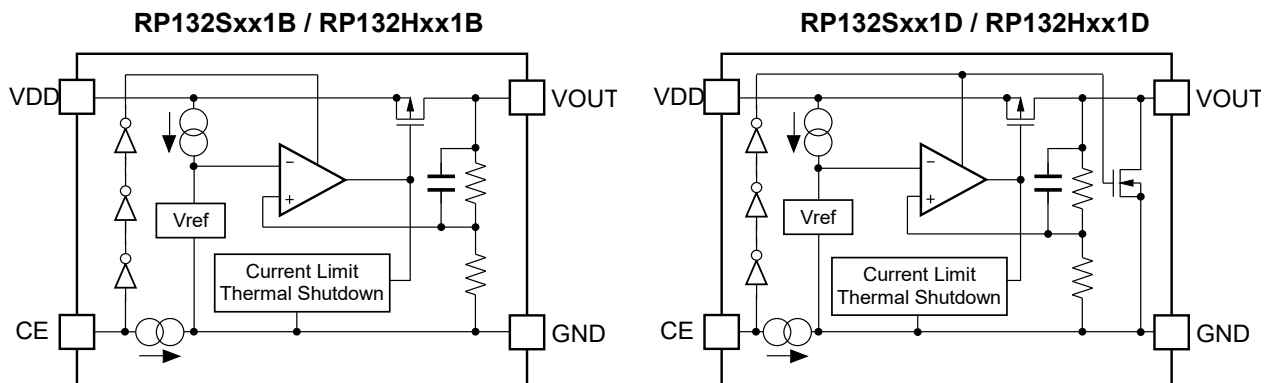 RP132Sxx1B / RP132Hxx1B
VDD
VOUT
−
+
Vref
Current Limit
Thermal Shutdown
CE
GND
RP132Sxx1D / RP132Hxx1D
VDD
VOUT
−
+
Vref
Current Limit
Thermal Shutdown
CE
GND